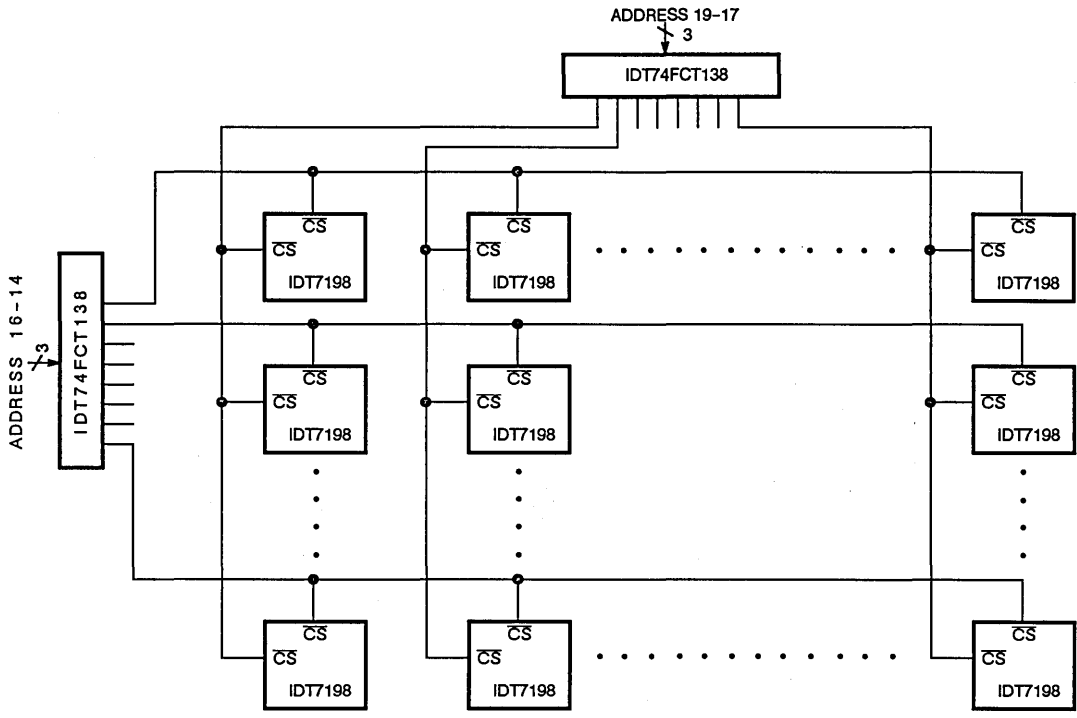 ADDRESS 19-17
3
IDT74FCT138
ADDRESS 16-14
3
IDT74FCT138
CS
CS
IDT7198
CS
CS
IDT7198
CS
CS
IDT7198
CS
CS
IDT7198
CS
CS
IDT7198
CS
CS
IDT7198
CS
CS
IDT7198
CS
CS
IDT7198
CS
CS
IDT7198